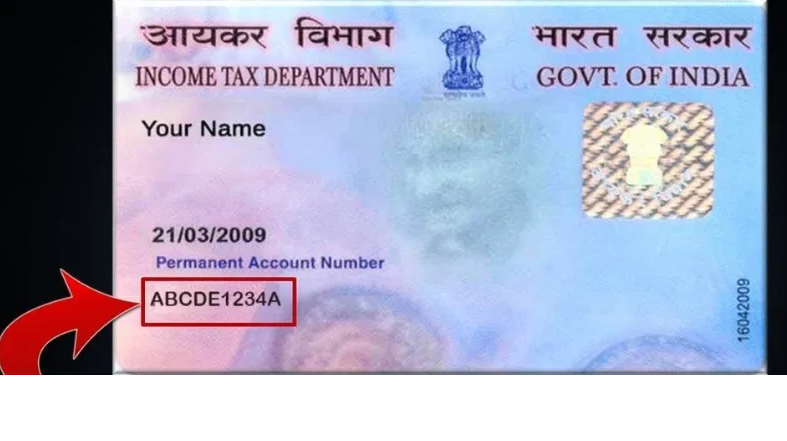 आयकर विभाग
भारत सरकार
INCOME TAX DEPARTMENT
GOVT. OF INDIA
Your Name
21/03/2009
Permanent Account Number
ABCDE1234A
16042009